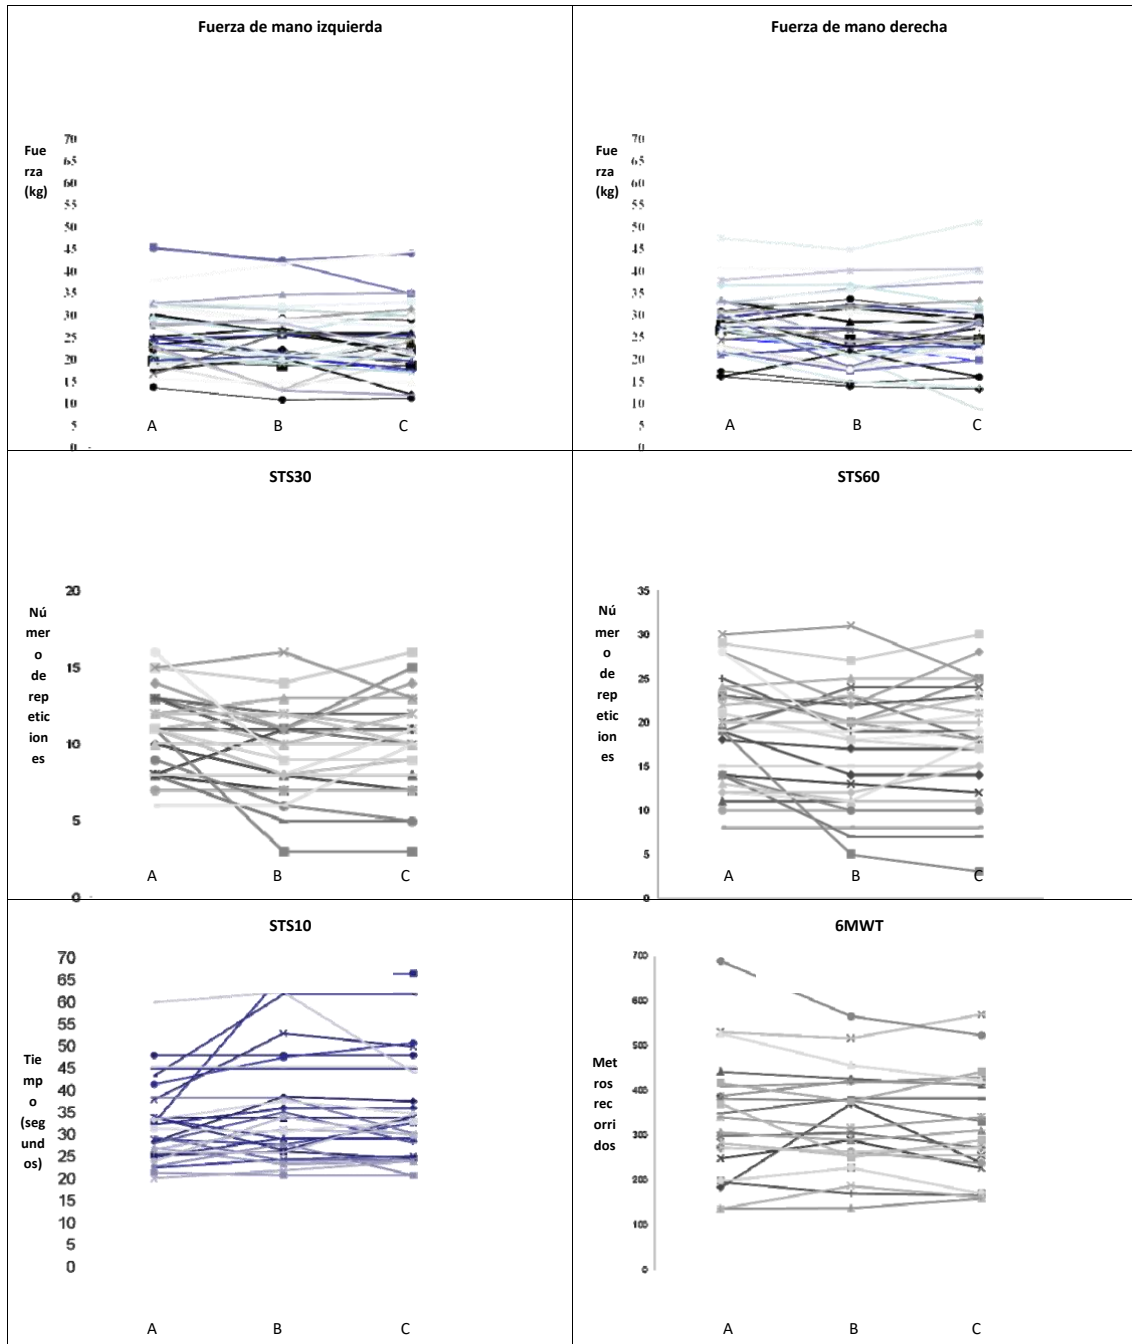 Fuerza de mano izquierda
Fue
rza
(kg)
70
65
60
55
50
45
40
35
30
25
20
15
10
5
0
A B C
Fuerza de mano derecha
Fue
rza
(kg)
70
65
60
55
50
45
40
35
30
25
20
15
10
5
0
A B C
STS30
Nú
mer
o
de
rep
etic
ion
es
20
15
10
5
0
A B C
STS60
Nú
mer
o
de
rep
etic
ion
es
35
30
25
20
15
10
5
0
A B C
STS10
Tie
mp
o
(seg
und
os)
70
65
60
55
50
45
40
35
30
25
20
15
10
5
0
A B C
6MWT
Met
ros
rec
orri
dos
700
600
500
400
300
200
100
0
A B C